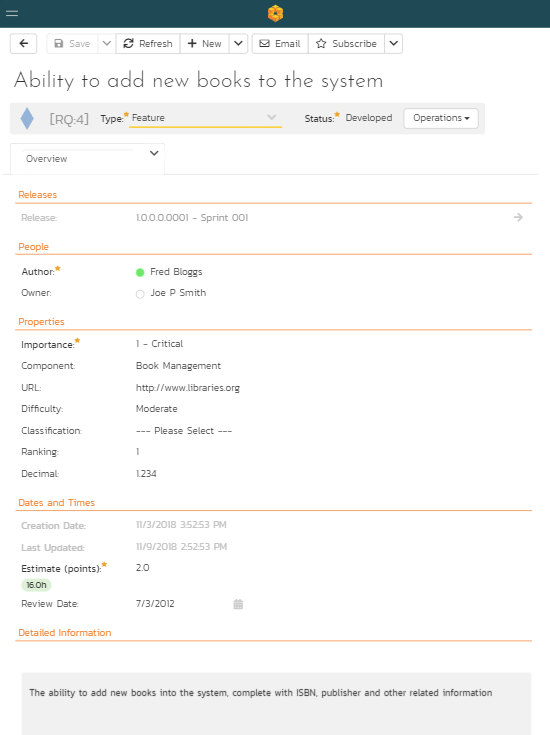 Save Refresh New Email Subscribe
Ability to add new books to the system
[RQ:4] Type:* Feature Status:* Developed Operations
Overview
Releases
Release: 1.0.0.0.0001 - Sprint 001
People
Author:* Fred Bloggs
Owner: Joe P Smith
Properties
Importance:* 1 - Critical
Component: Book Management
URL: http://www.libraries.org
Difficulty: Moderate
Classification: --- Please Select ---
Ranking: 1
Decimal: 1.234
Dates and Times
Creation Date: 11/3/2018 3:52:53 PM
Last Updated: 11/9/2018 2:52:53 PM
Estimate (points):* 2.0
16.0h
Review Date: 7/3/2012
Detailed Information
The ability to add new books into the system, complete with ISBN, publisher and other related information